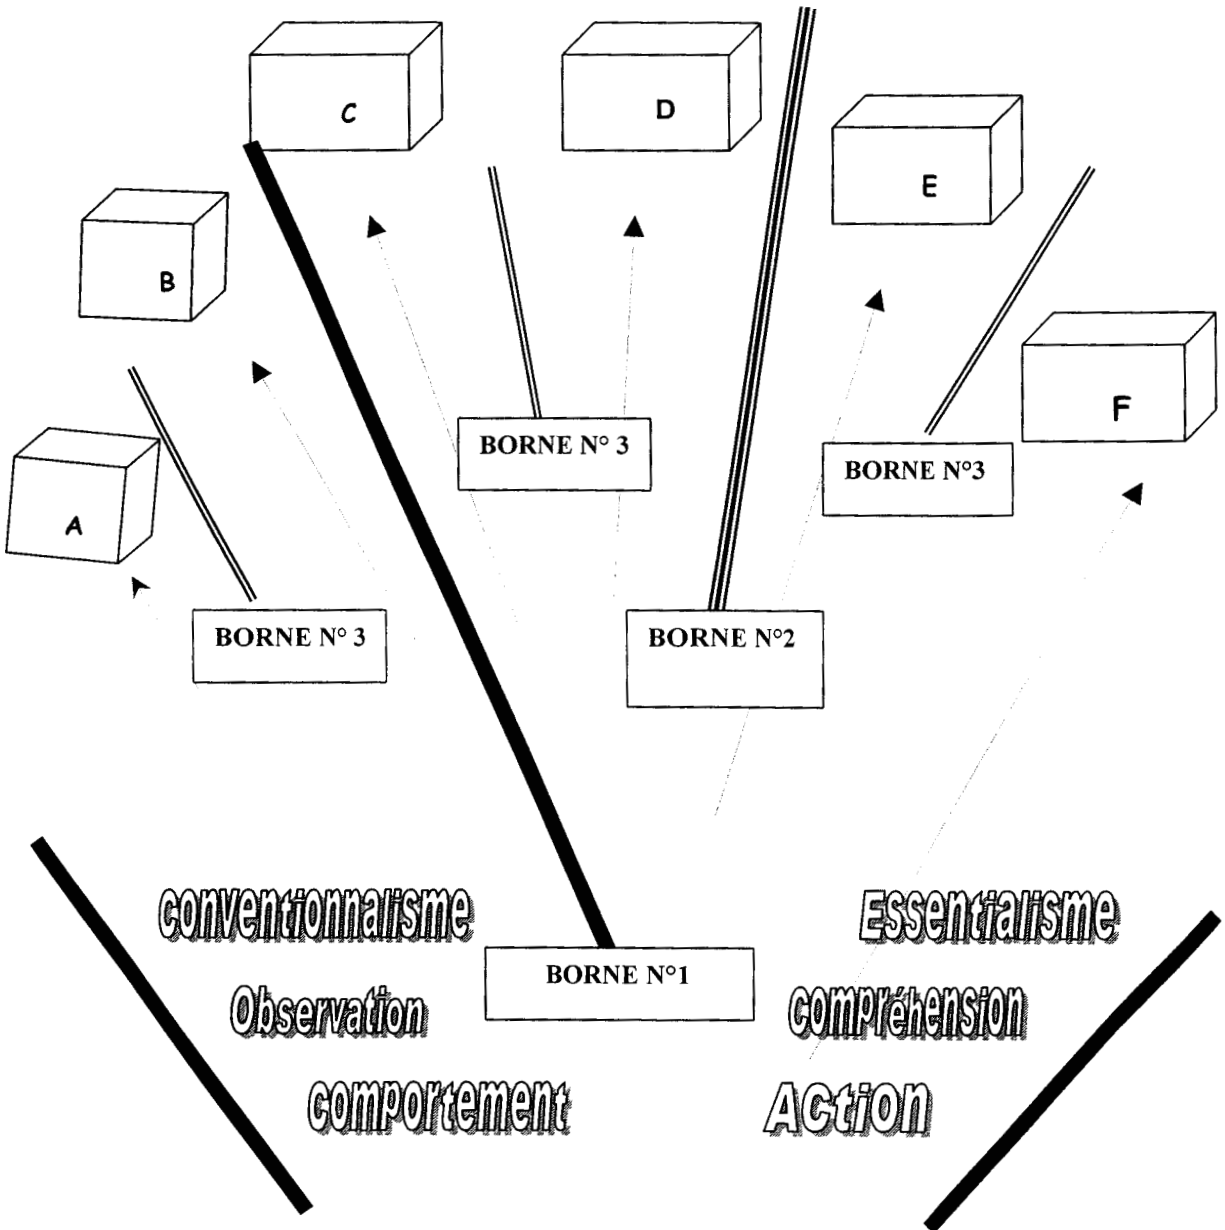 C
D
E
B
F
BORNE N° 3
BORNE N°3
A
BORNE N° 3
BORNE N°2
conventionnalisme
Essentialisme
BORNE N°1
Observation
compréhension
comportement
Action